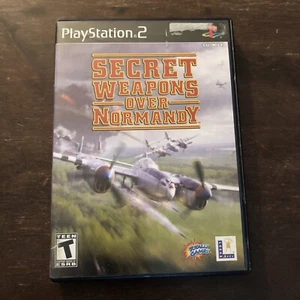 PlayStation 2
SECRET
WEAPONS
OVER
NORMANDY
TEEN
T
ESRB